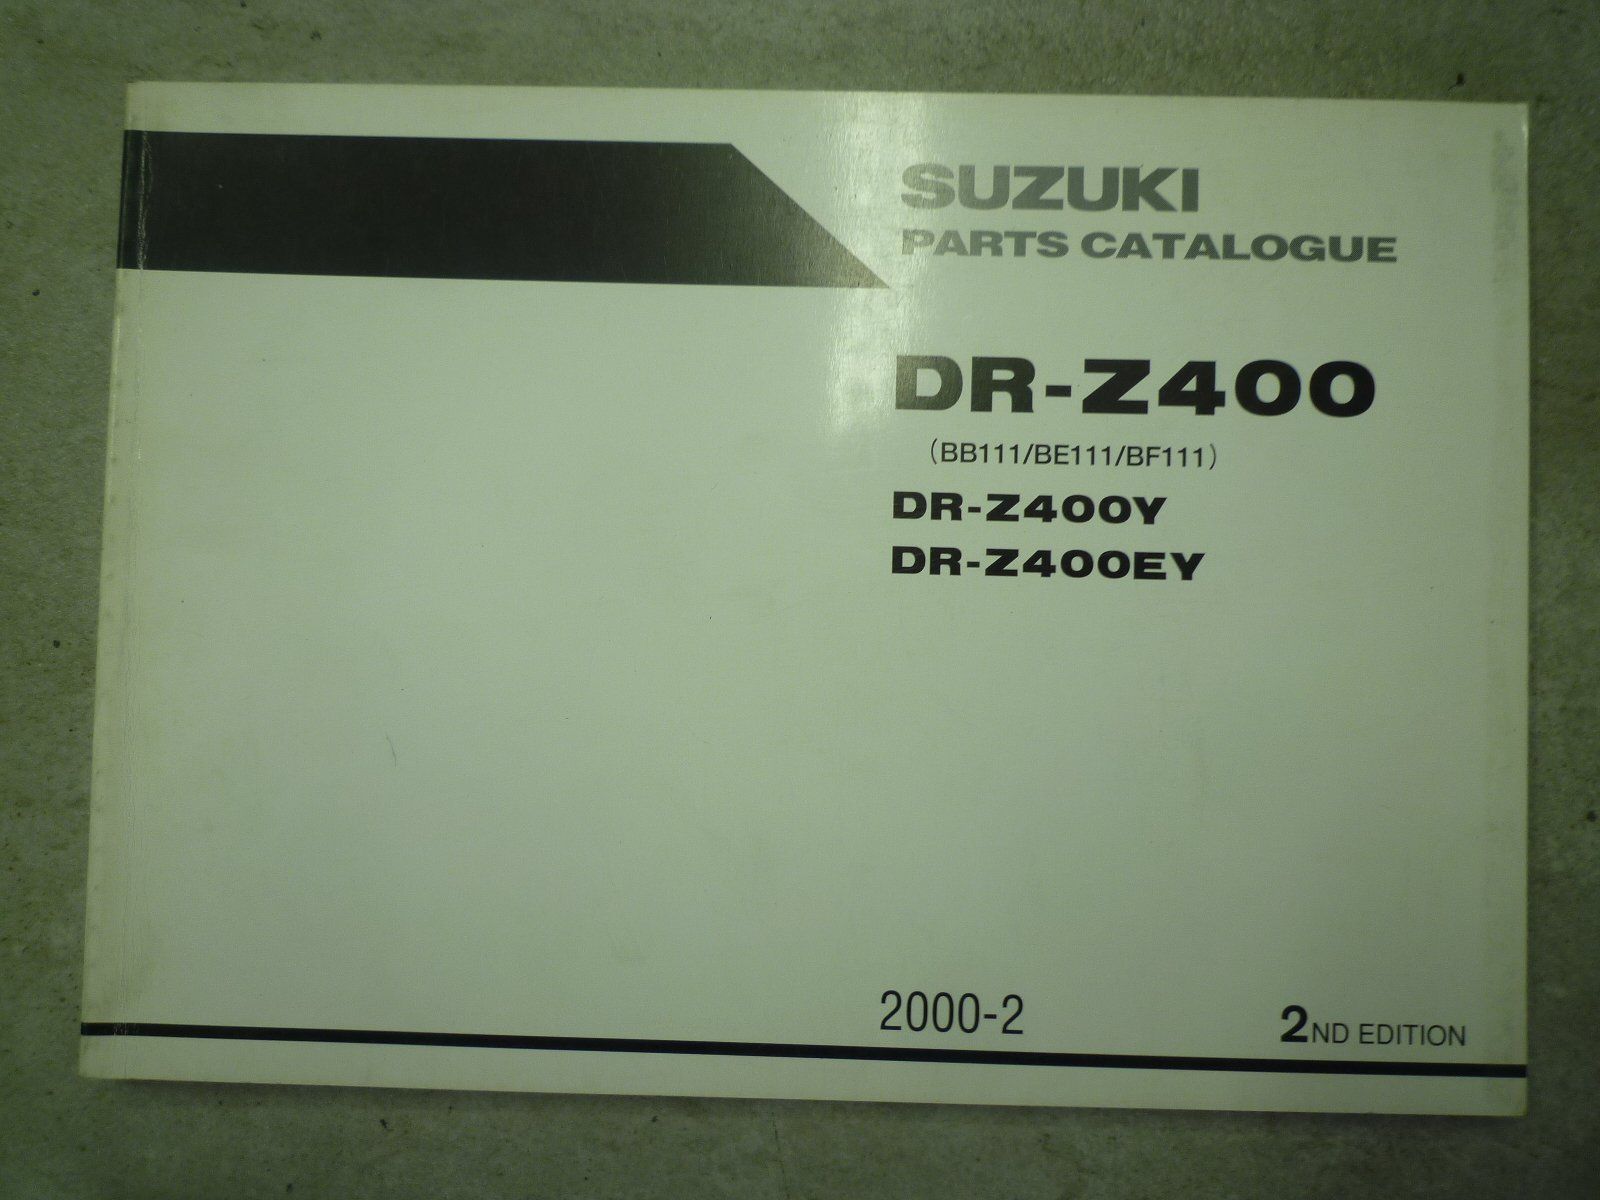 SUZUKI
PARTS CATALOGUE
DR-Z400
(BB111/BE111/BF111)
DR-Z400Y
DR-Z400EY
2000-2
2ND EDITION